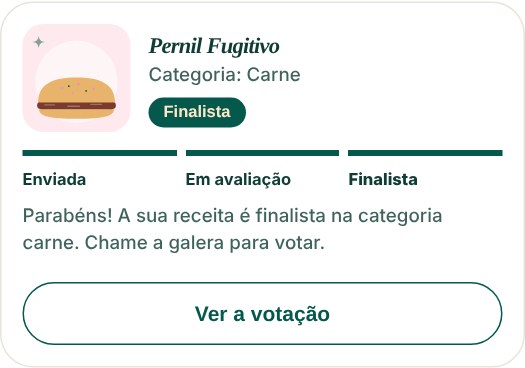 Pernil Fugitivo
Categoria: Carne
Finalista
Enviada
Em avaliação
Finalista
Parabéns! A sua receita é finalista na categoria
carne. Chame a galera para votar.
Ver a votação